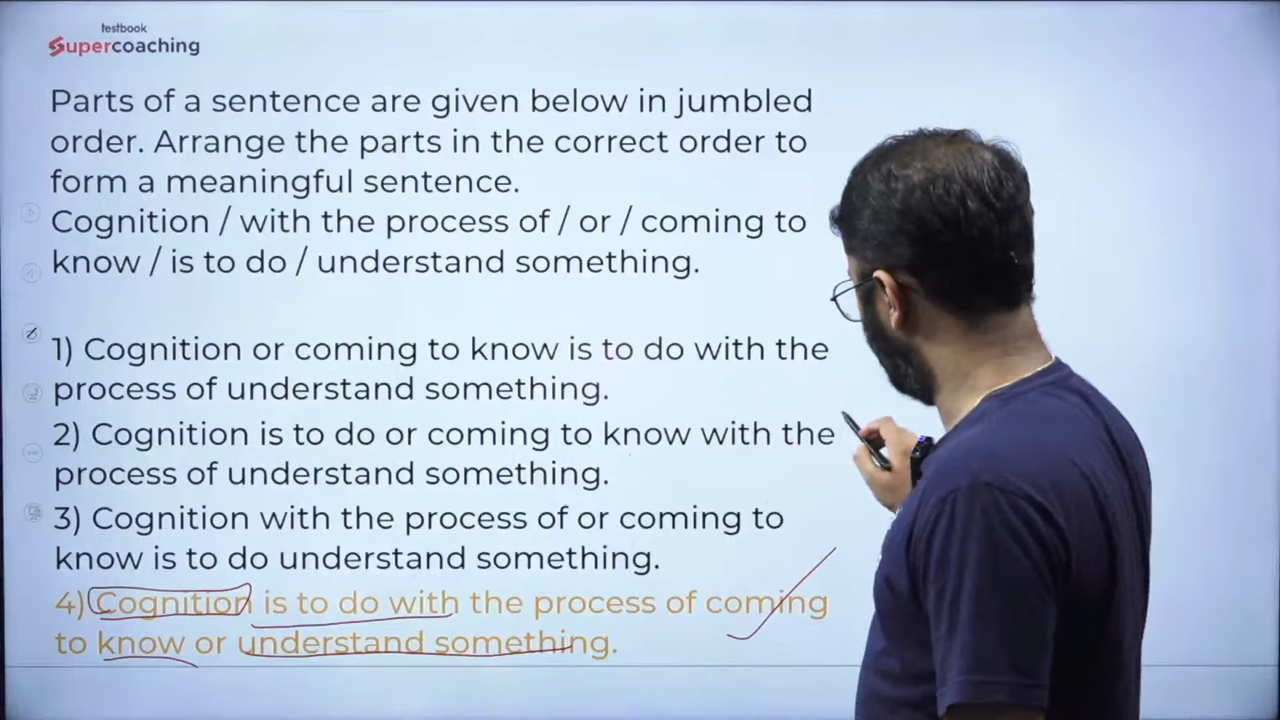 testbook
Supercoaching
Parts of a sentence are given below in jumbled
order. Arrange the parts in the correct order to
form a meaningful sentence.
Cognition / with the process of / or / coming to
know / is to do / understand something.
1) Cognition or coming to know is to do with the
process of understand something.
2) Cognition is to do or coming to know with the
process of understand something.
3) Cognition with the process of or coming to
know is to do understand something.
4) Cognition is to do with the process of coming
to know or understand something.